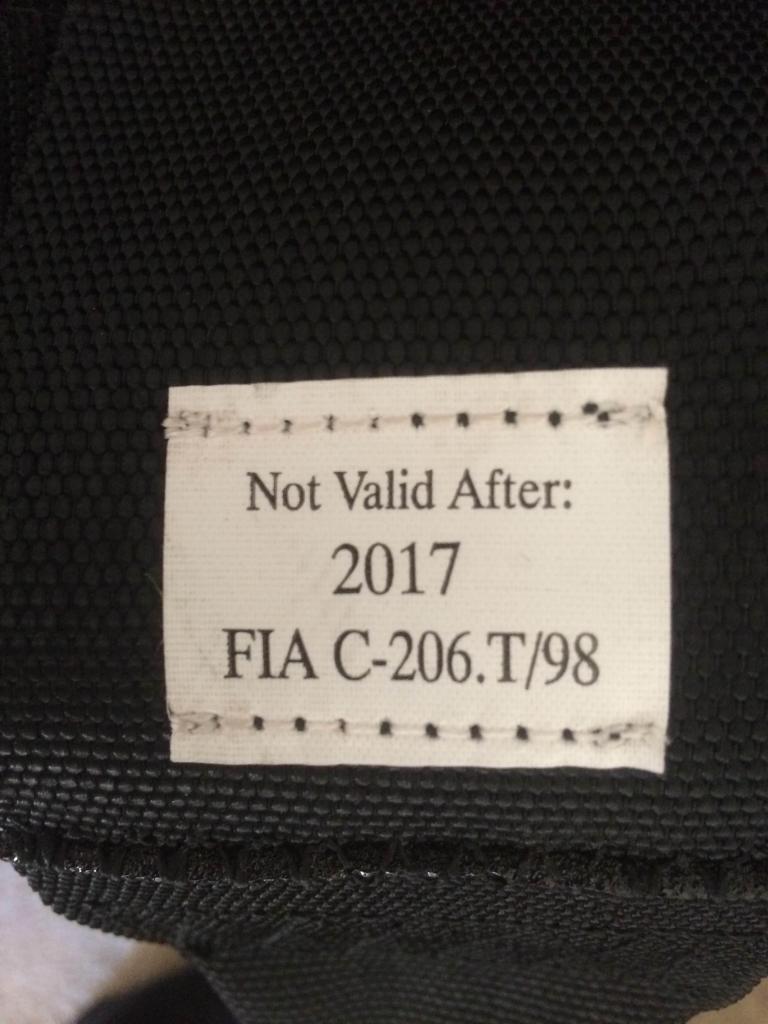 Not Valid After:
2017
FIA C-206.T/98